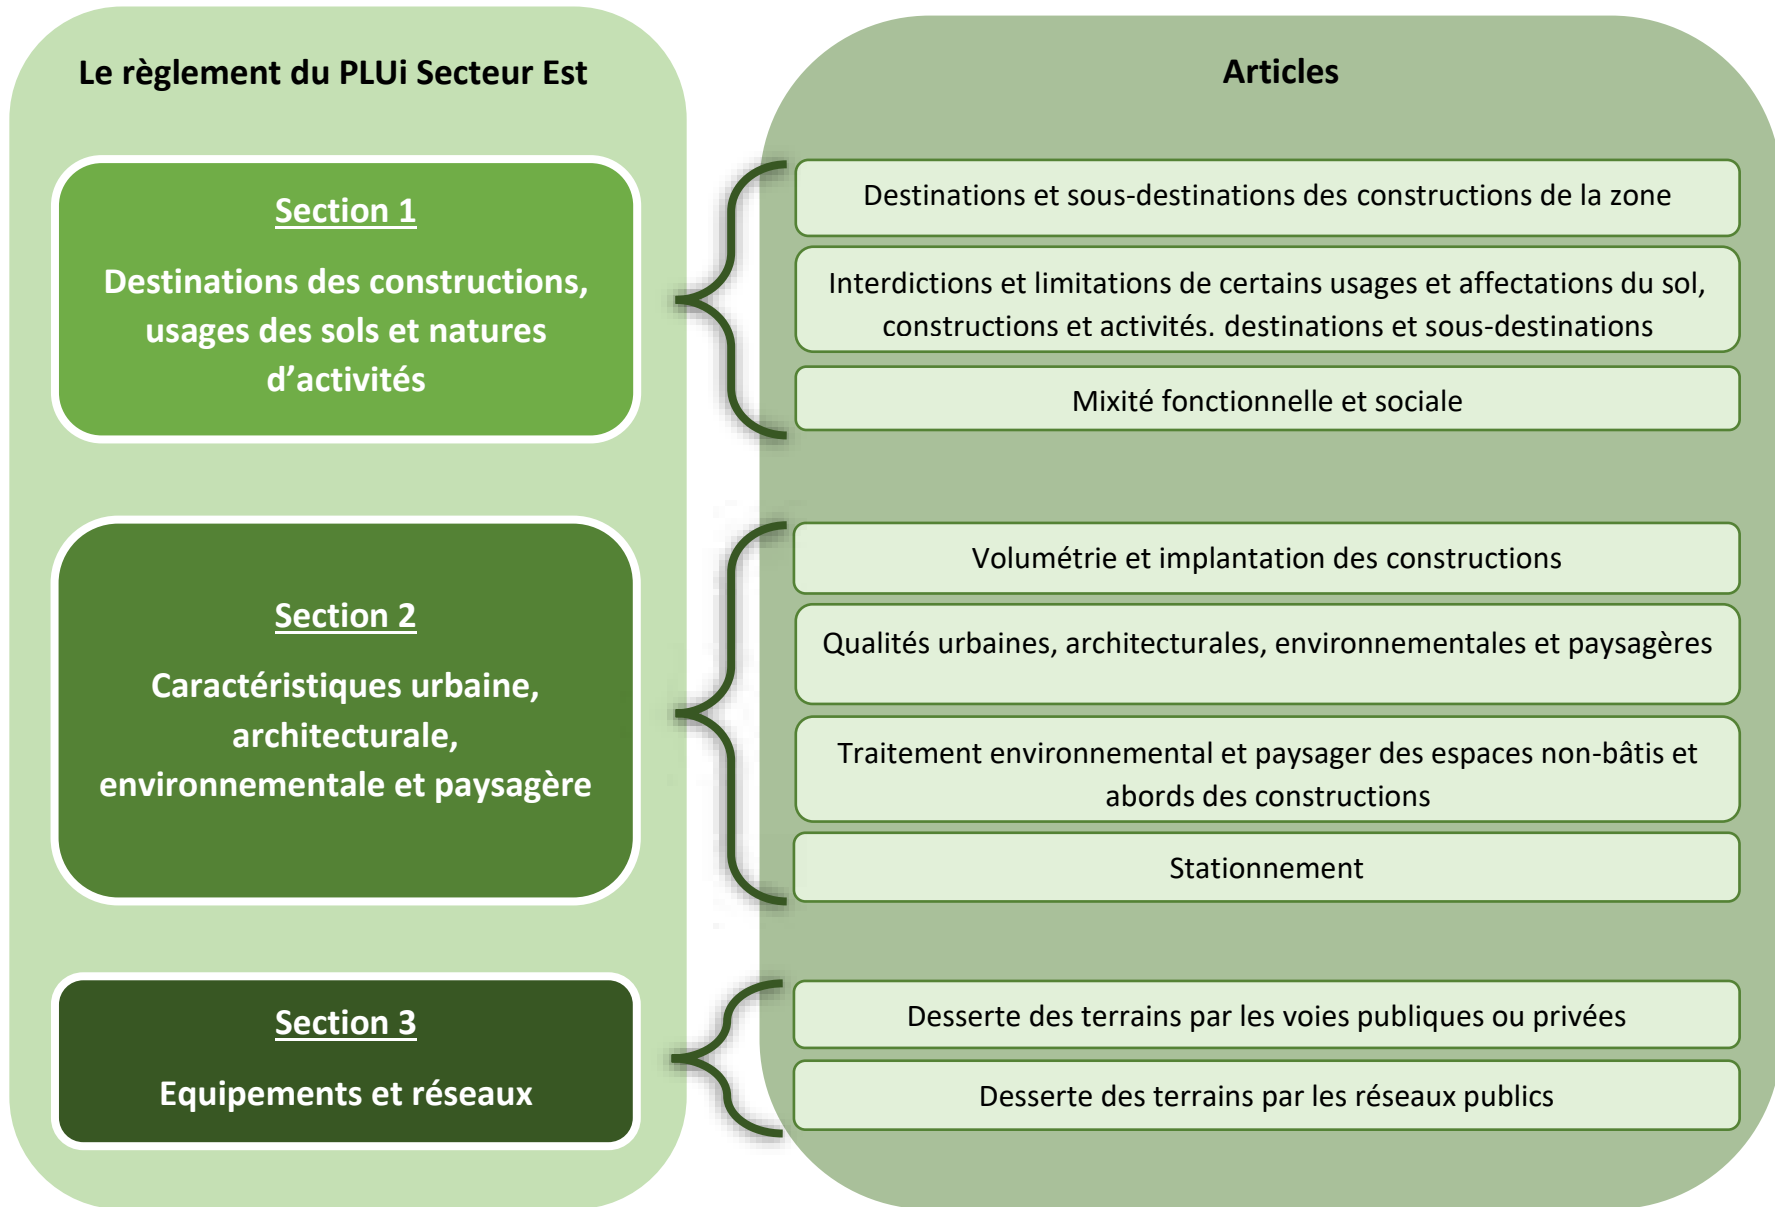 Le règlement du PLUi Secteur Est
Section 1
Destinations des constructions,
usages des sols et natures
d’activités
Section 2
Caractéristiques urbaine,
architecturale,
environnementale et paysagère
Section 3
Equipements et réseaux
Articles
Destinations et sous-destinations des constructions de la zone
Interdictions et limitations de certains usages et affectations du sol,
constructions et activités. destinations et sous-destinations
Mixité fonctionnelle et sociale
Volumétrie et implantation des constructions
Qualités urbaines, architecturales, environnementales et paysagères
Traitement environnemental et paysager des espaces non-bâtis et
abords des constructions
Stationnement
Desserte des terrains par les voies publiques ou privées
Desserte des terrains par les réseaux publics